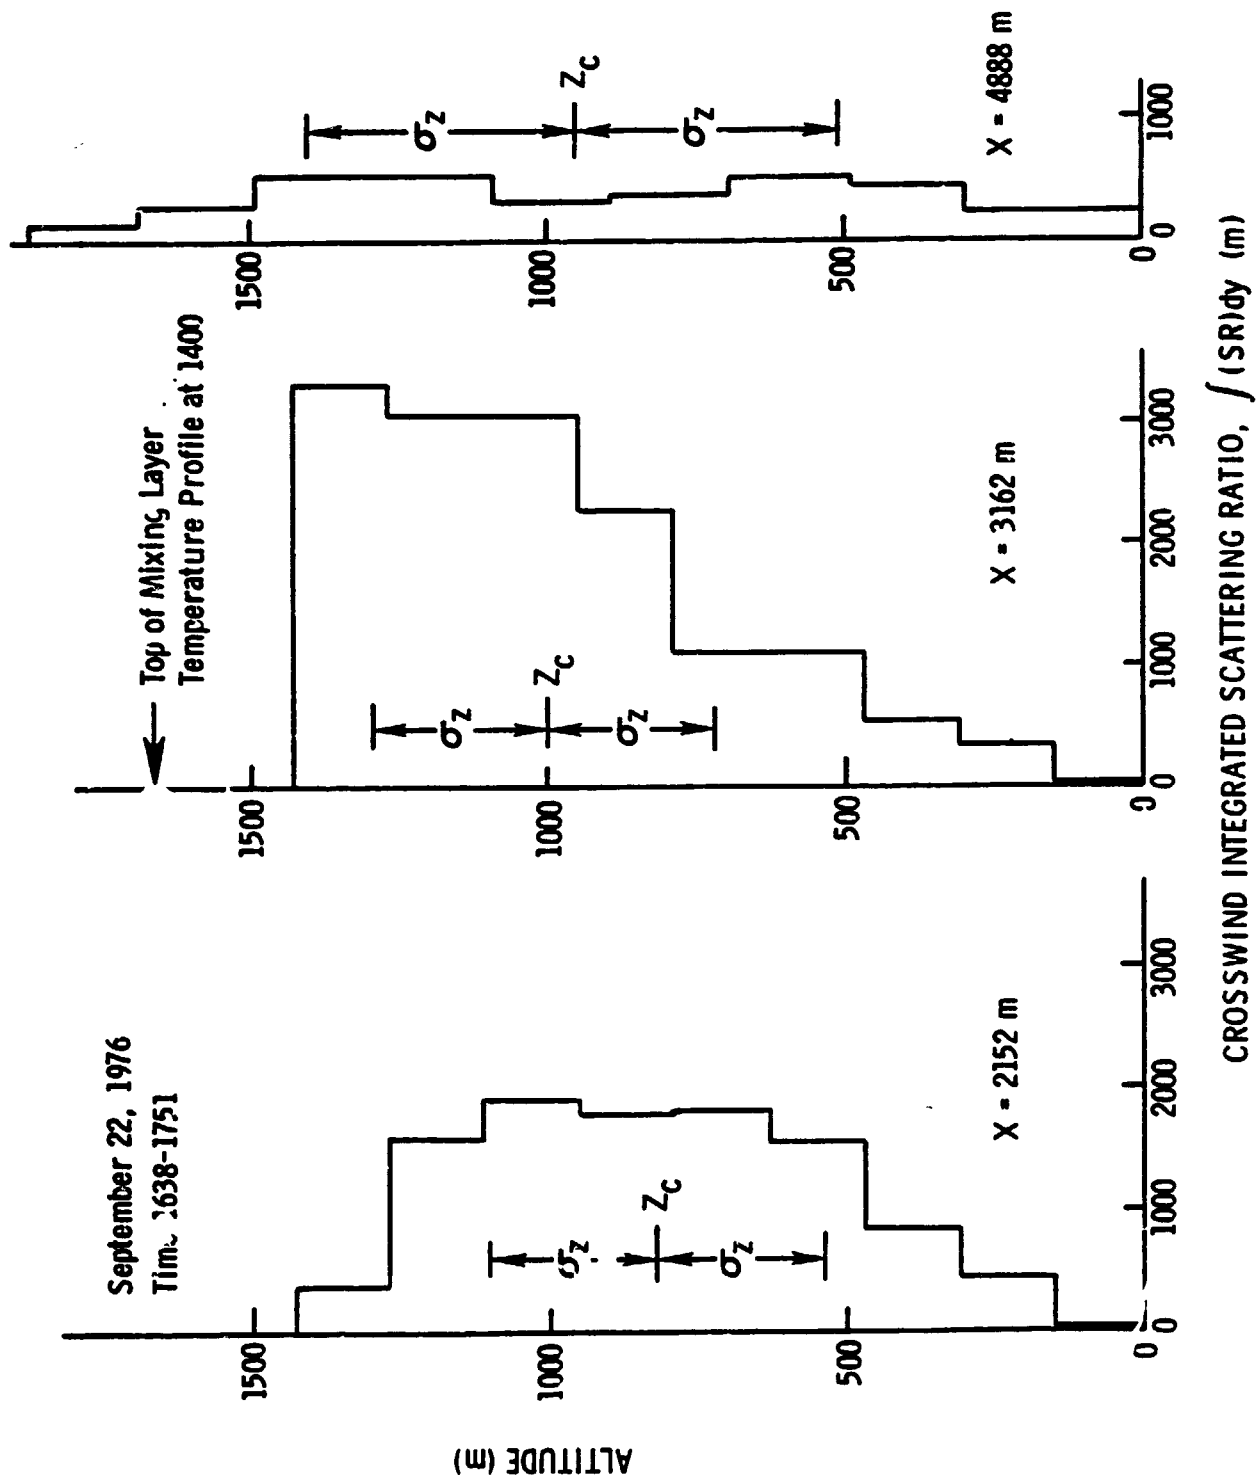 September 22, 1976
Time 1638-1751
Top of Mixing Layer
Temperature Profile at 1400
ALTITUDE (m)
1500
1000
500
0
σz
Zc
σz
X = 2152 m
0
1000
2000
3000
1500
1000
500
0
σz
Zc
σz
X = 3162 m
0
1000
2000
3000
1500
1000
500
0
σz
Zc
σz
X = 4888 m
0
1000
CROSSWIND INTEGRATED SCATTERING RATIO, ∫(SR)dy (m)